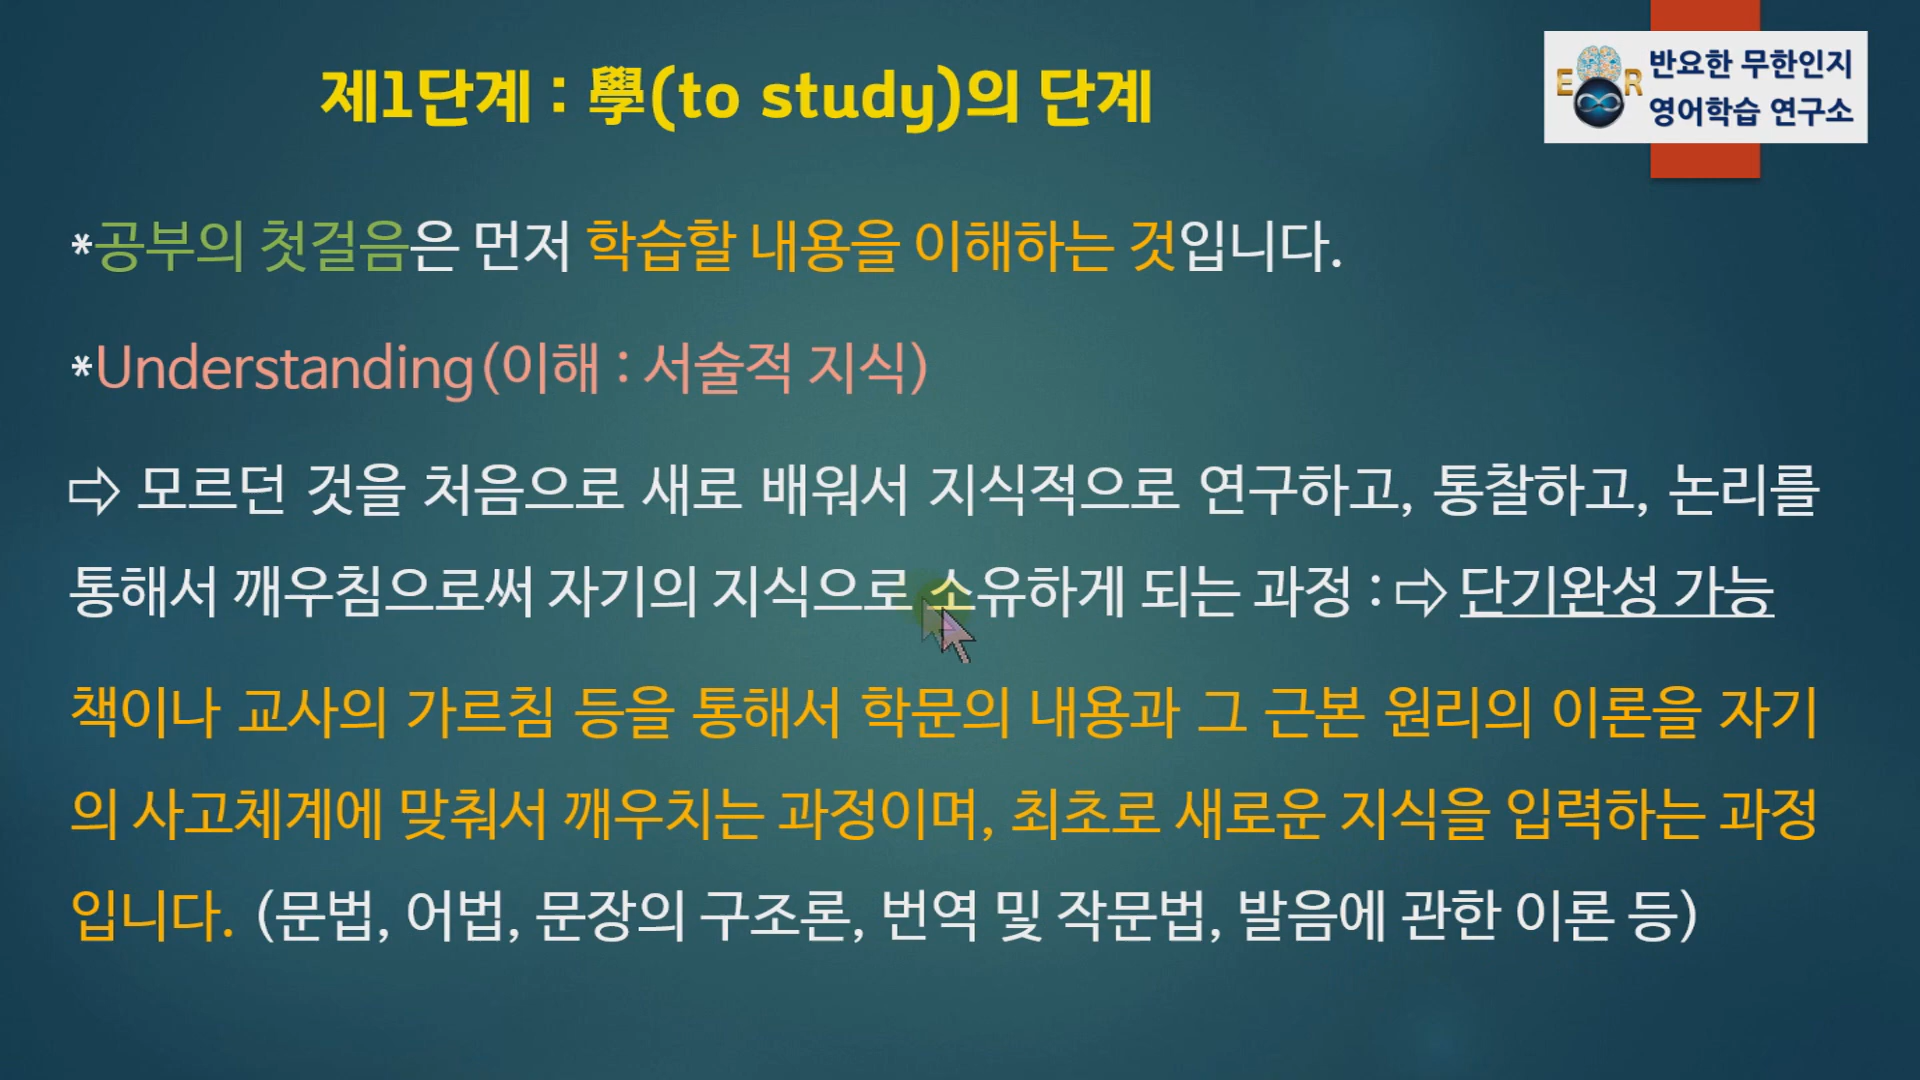 제1단계 : 學(to study)의 단계
E R
반요한 무한인지
영어학습 연구소
*공부의 첫걸음은 먼저 학습할 내용을 이해하는 것입니다.
*Understanding(이해 : 서술적 지식)
⇨ 모르던 것을 처음으로 새로 배워서 지식적으로 연구하고, 통찰하고, 논리를
통해서 깨우침으로써 자기의 지식으로 소유하게 되는 과정 : ⇨ 단기완성 가능
책이나 교사의 가르침 등을 통해서 학문의 내용과 그 근본 원리의 이론을 자기
의 사고체계에 맞춰서 깨우치는 과정이며, 최초로 새로운 지식을 입력하는 과정
입니다. (문법, 어법, 문장의 구조론, 번역 및 작문법, 발음에 관한 이론 등)